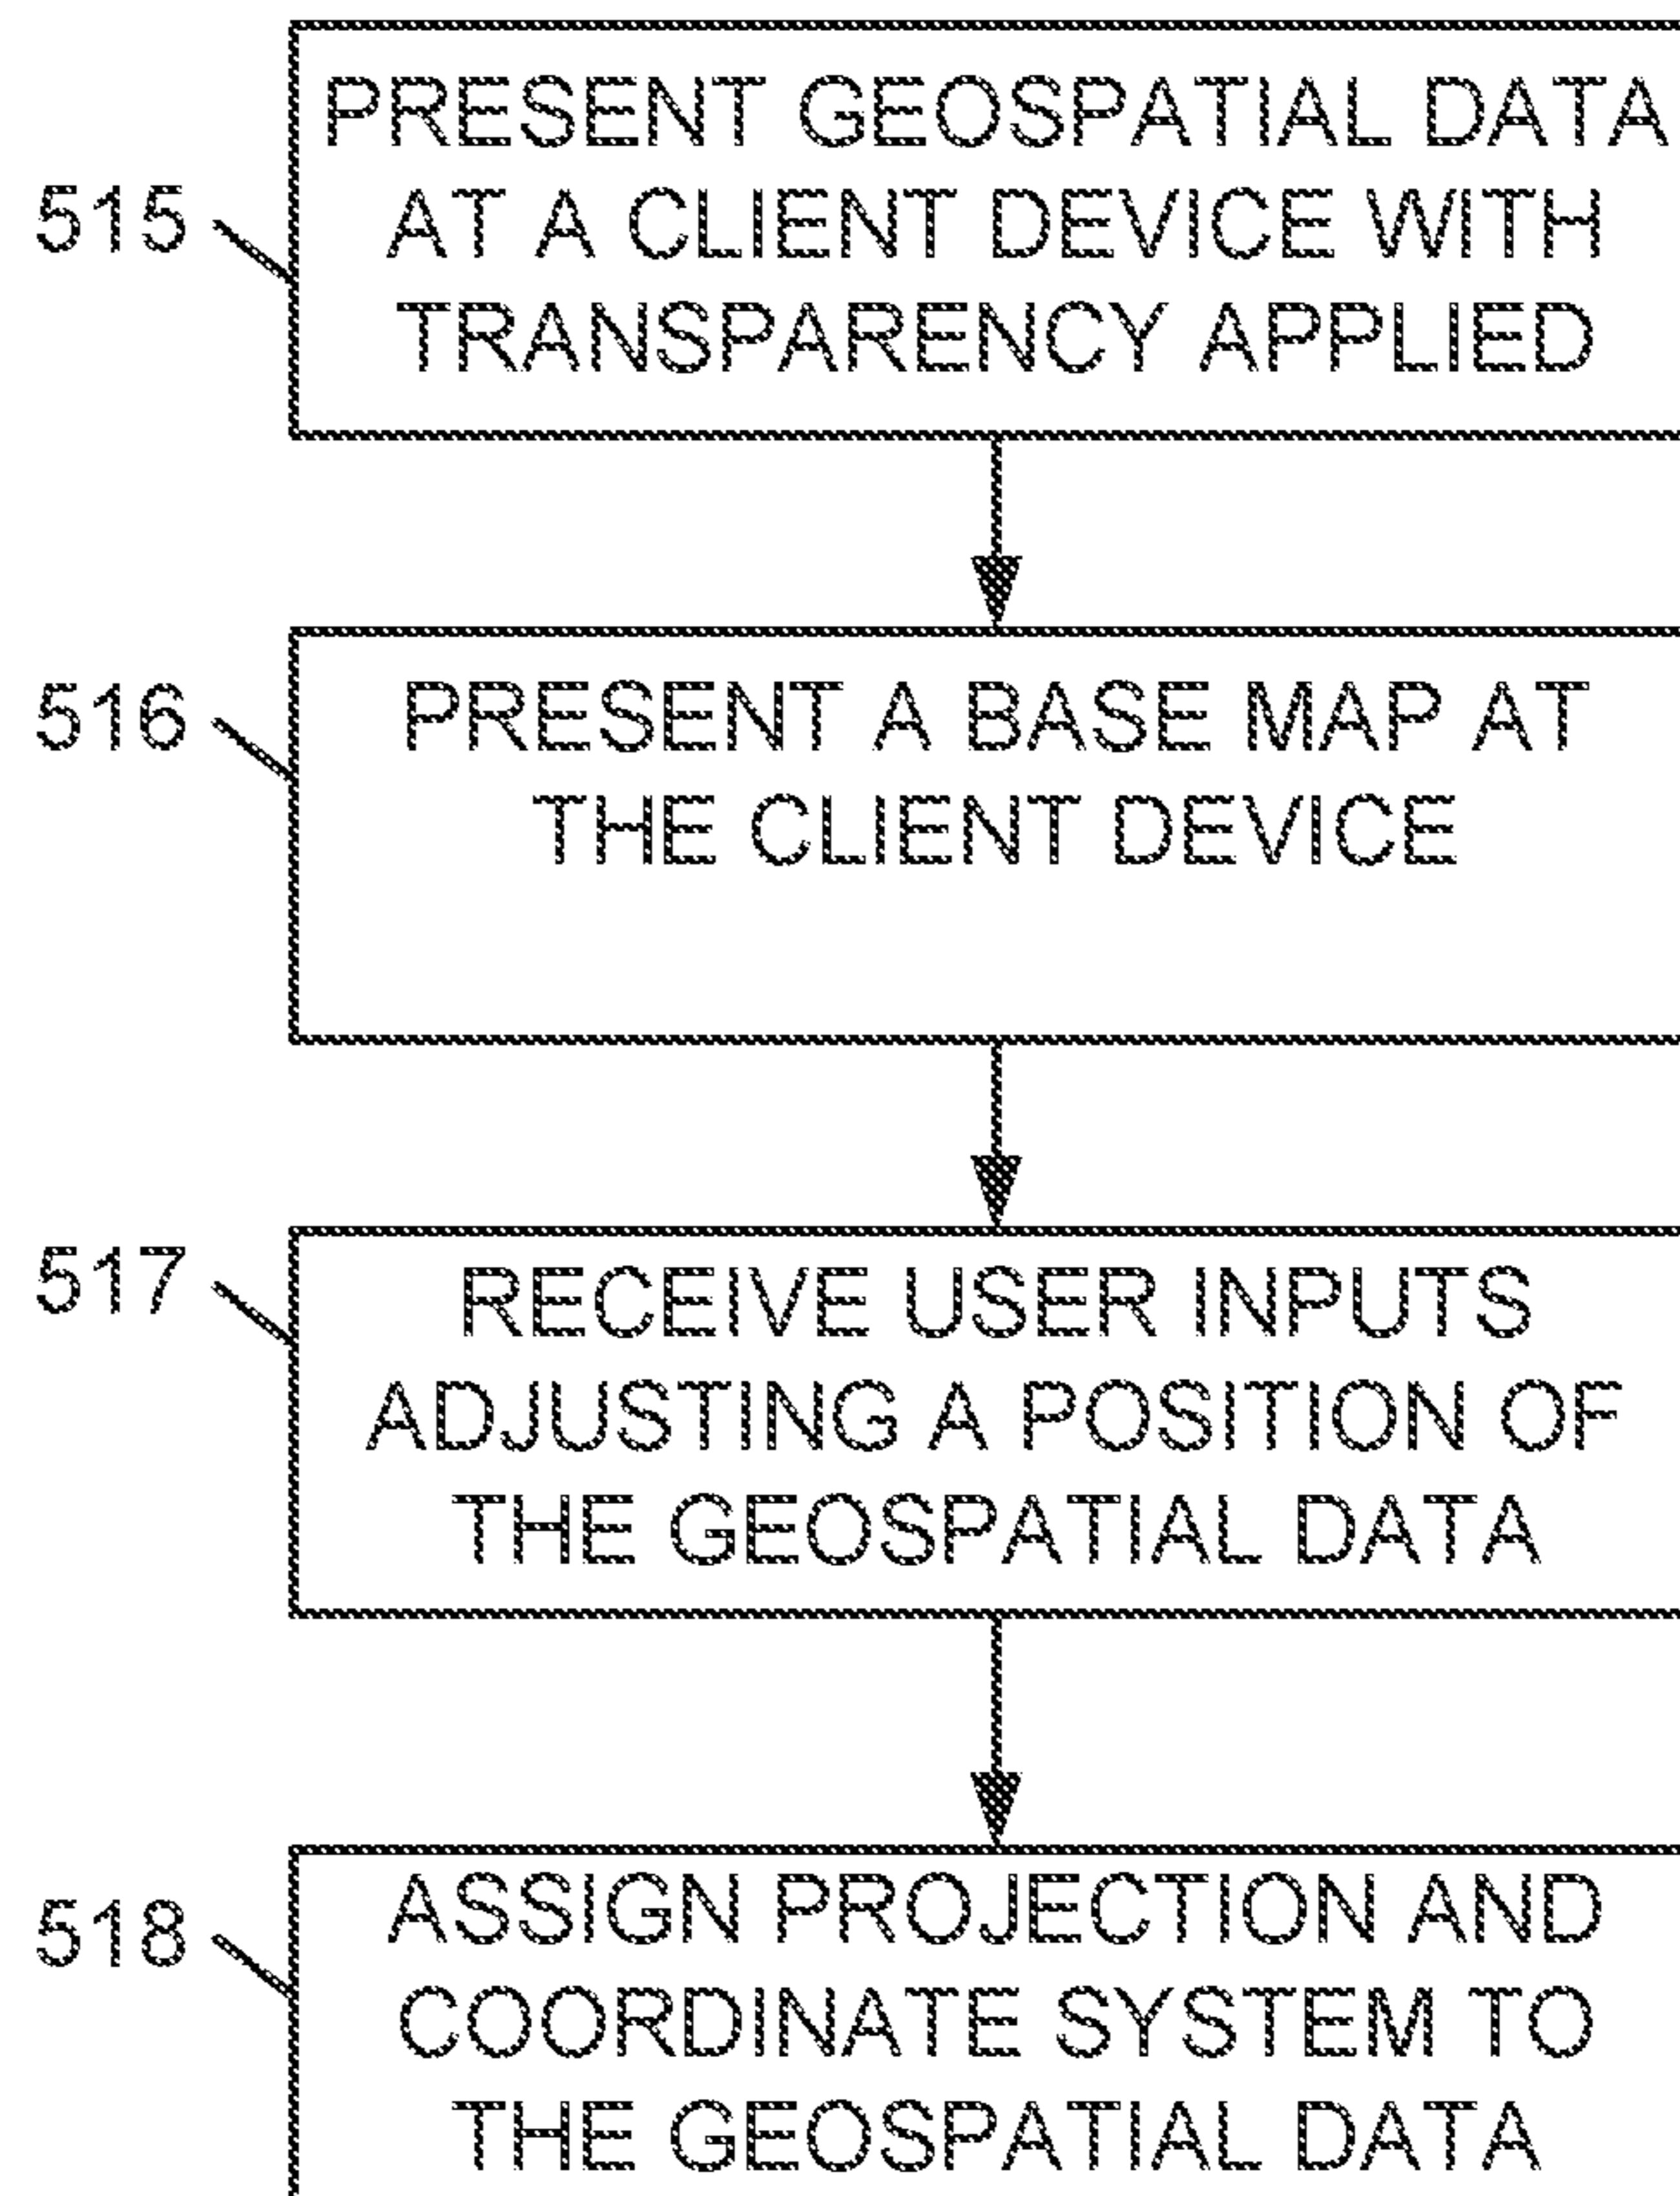 PRESENT GEOSPATIAL DATA
515
AT A CLIENT DEVICE WITH
TRANSPARENCY APPLIED
516
PRESENT A BASE MAP AT
THE CLIENT DEVICE
517
RECEIVE USER INPUTS
ADJUSTING A POSITION OF
THE GEOSPATIAL DATA
518
ASSIGN PROJECTION AND
COORDINATE SYSTEM TO
THE GEOSPATIAL DATA